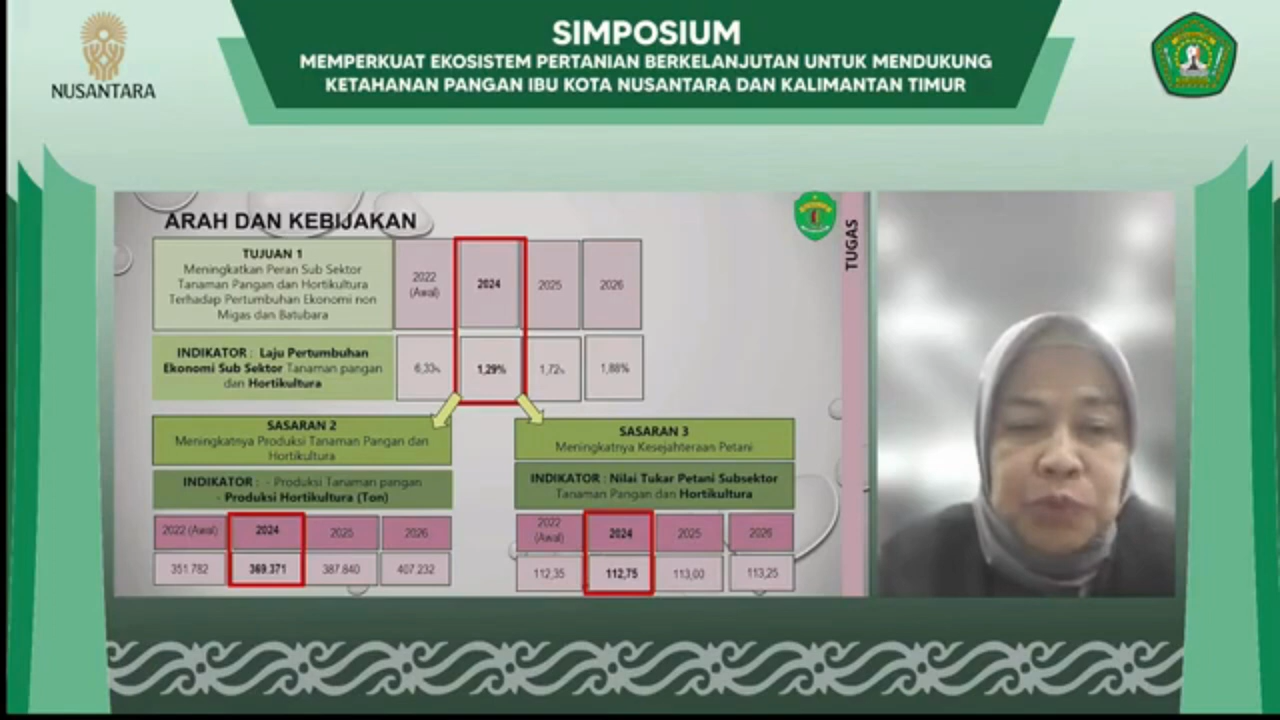 SIMPOSIUM
MEMPERKUAT EKOSISTEM PERTANIAN BERKELANJUTAN UNTUK MENDUKUNG
KETAHANAN PANGAN IBU KOTA NUSANTARA DAN KALIMANTAN TIMUR
NUSANTARA
ARAH DAN KEBIJAKAN
TUGAS
TUJUAN 1
Meningkatkan Peran Sub Sektor
Tanaman Pangan dan Hortikultura
Terhadap Pertumbuhan Ekonomi non
Migas dan Batubara
2022
(Awal)
2024
2025
2026
INDIKATOR : Laju Pertumbuhan
Ekonomi Sub Sektor Tanaman pangan
dan Hortikultura
6,33%
1,29%
1,72%
1,88%
SASARAN 2
Meningkatnya Produksi Tanaman Pangan dan
Hortikultura
INDIKATOR : - Produksi Tanaman pangan
- Produksi Hortikultura (Ton)
2022 (Awal)
2024
2025
2026
351.782
369.371
387.840
407.232
SASARAN 3
Meningkatnya Kesejahteraan Petani
INDIKATOR : Nilai Tukar Petani Subsektor
Tanaman Pangan dan Hortikultura
2022
(Awal)
2024
2025
2026
112,35
112,75
113,00
113,25